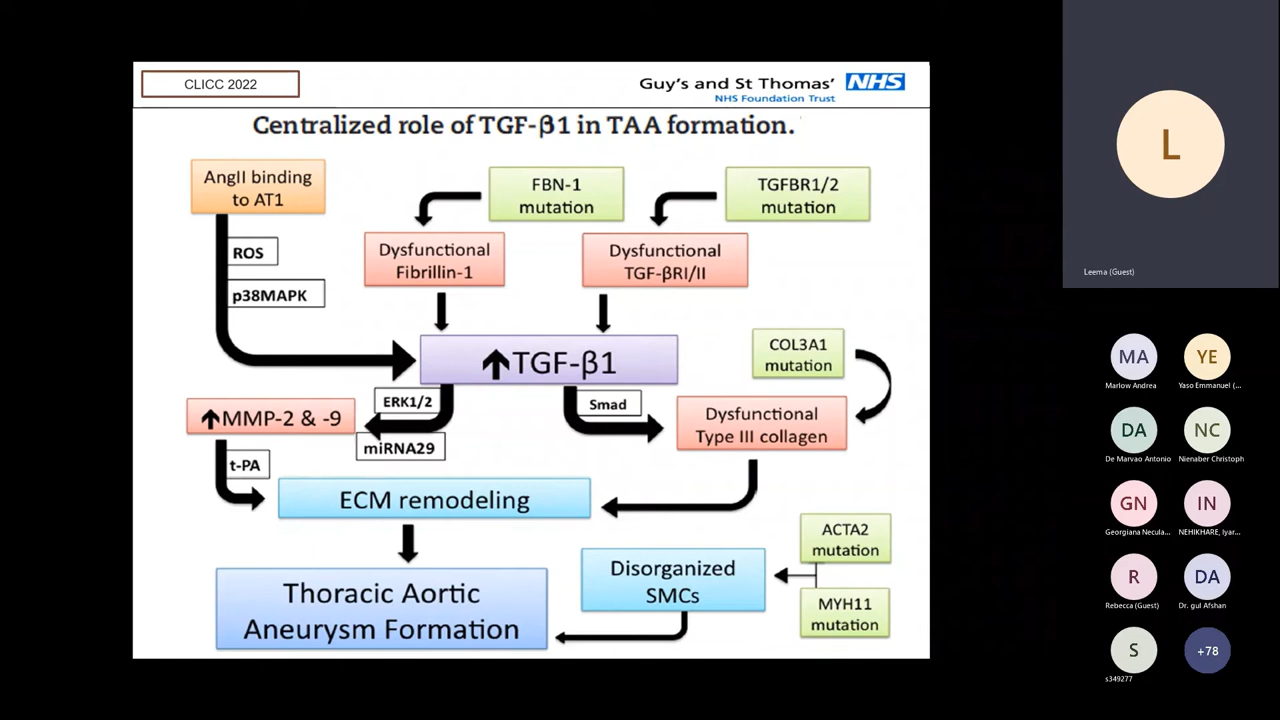 CLICC 2022
Guy's and St Thomas' NHS
NHS Foundation Trust
Centralized role of TGF-β1 in TAA formation.
AngII binding
to AT1
FBN-1
mutation
TGFBR1/2
mutation
ROS
p38MAPK
Dysfunctional
Fibrillin-1
Dysfunctional
TGF-βRI/II
TGF-β1
COL3A1
mutation
ERK1/2
Smad
MMP-2 & -9
miRNA29
Dysfunctional
Type III collagen
t-PA
ECM remodeling
ACTA2
mutation
Disorganized
SMCs
MYH11
mutation
Thoracic Aortic
Aneurysm Formation
L
Leema (Guest)
MA
Marlow Andrea
YE
Yaso Emmanuel (...
DA
De Marvao Antonio
NC
Nienaber Christoph
GN
Georgiana Necula...
IN
NEHIKHARE, Iyar...
R
Rebecca (Guest)
DA
Dr. gul Afshan
S
s349277
+78